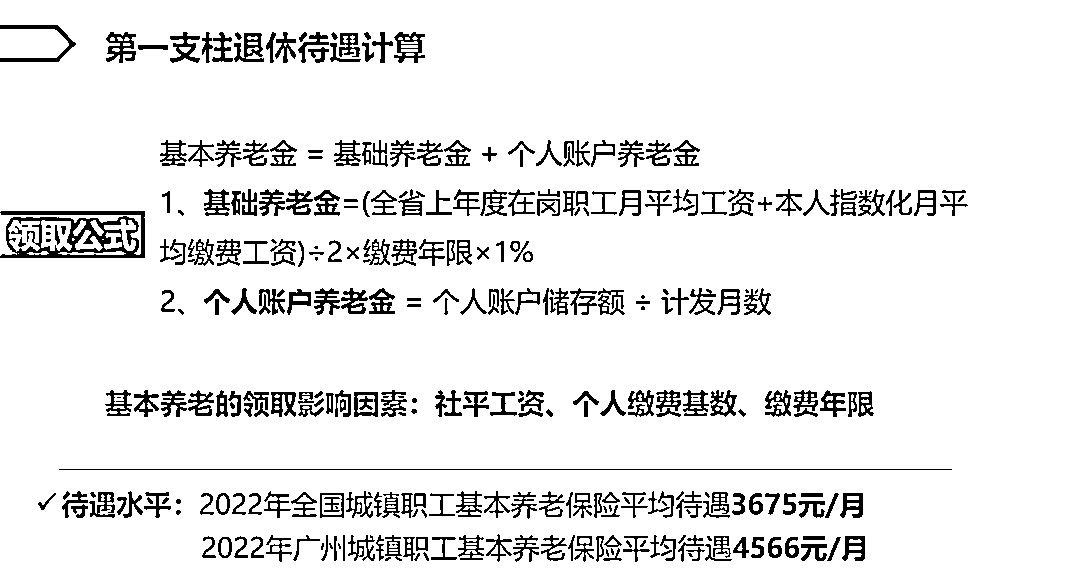 第一支柱退休待遇计算
基本养老金 = 基础养老金 + 个人账户养老金
1、基础养老金=(全省上年度在岗职工月平均工资+本人指数化月平
均缴费工资)÷2×缴费年限×1%
领取公式
2、个人账户养老金 = 个人账户储存额 ÷ 计发月数
基本养老的领取影响因素：社平工资、个人缴费基数、缴费年限
✓待遇水平：2022年全国城镇职工基本养老保险平均待遇3675元/月
2022年广州城镇职工基本养老保险平均待遇4566元/月